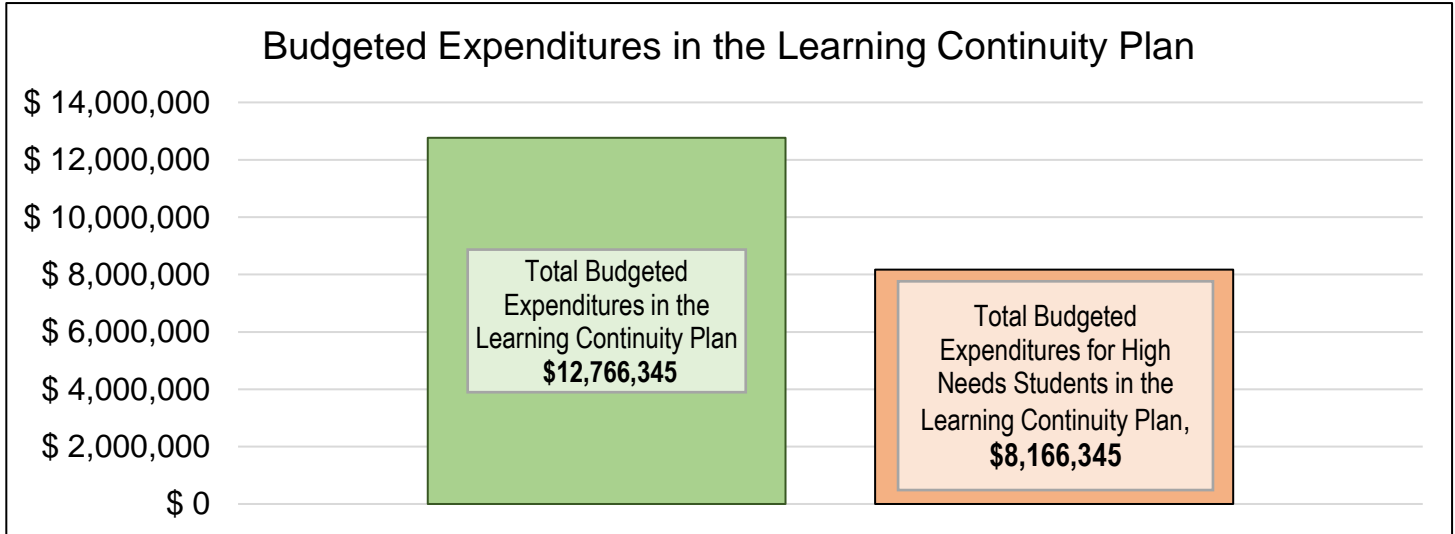 Budgeted Expenditures in the Learning Continuity Plan
$ 14,000,000
$ 12,000,000
$ 10,000,000
$ 8,000,000
$ 6,000,000
$ 4,000,000
$ 2,000,000
$ 0
Total Budgeted
Expenditures in the
Learning Continuity Plan
$12,766,345
Total Budgeted
Expenditures for High
Needs Students in the
Learning Continuity Plan,
$8,166,345